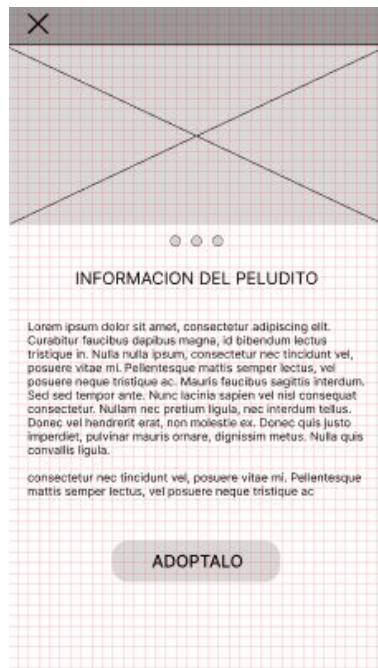 INFORMACION DEL PELUDITO
Lorem ipsum dolor sit amet, consectetur adipiscing elit.
Curabitur faucibus dapibus magna, id bibendum lectus
tristique in. Nulla nulla ipsum, consectetur nec tincidunt vel,
posuere vitae mi. Pellentesque mattis semper lectus, vel
posuere neque tristique ac. Mauris faucibus sagittis interdum.
Sed sed tempor ante. Nunc lacinia sapien vel nisl consequat
consectetur. Nullam nec pretium ligula, nec interdum tellus.
Donec vel hendrerit erat, non molestie ex. Donec quis justo
imperdiet, pulvinar mauris ornare, dignissim metus. Nulla quis
convallis ligula.
consectetur nec tincidunt vel, posuere vitae mi. Pellentesque
mattis semper lectus, vel posuere neque tristique ac
ADOPTALO